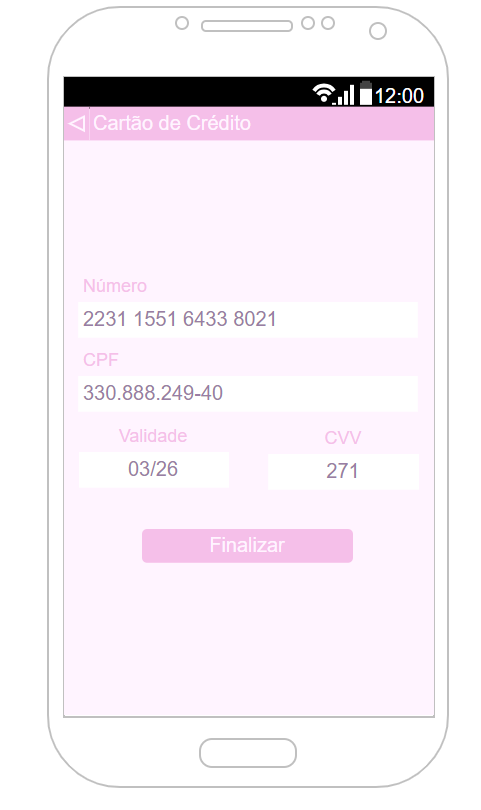 12:00
Cartão de Crédito
Número
2231 1551 6433 8021
CPF
330.888.249-40
Validade
CVV
03/26
271
Finalizar